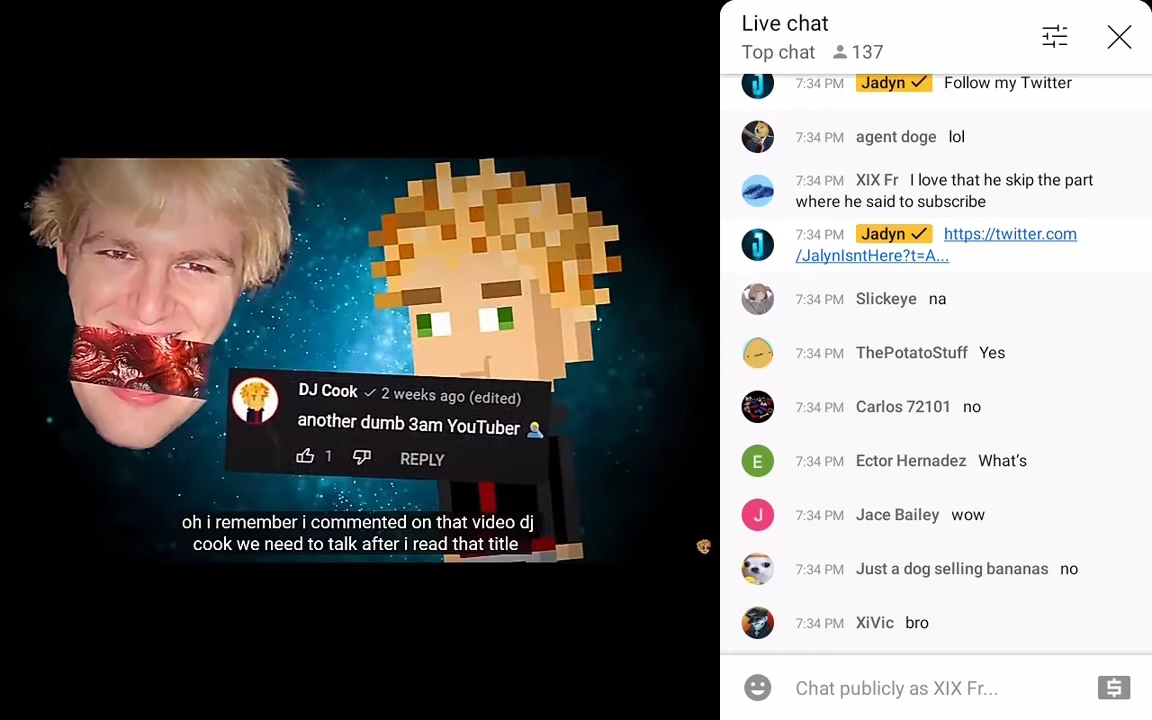 DJ Cook ✓ 2 weeks ago (edited)
another dumb 3am YouTuber 🤦
1 REPLY
oh i remember i commented on that video dj
cook we need to talk after i read that title
Live chat
Top chat 137
7:34 PM Jadyn ✓ Follow my Twitter
7:34 PM agent doge lol
7:34 PM XIX Fr I love that he skip the part
where he said to subscribe
7:34 PM Jadyn ✓ https://twitter.com
/JalynIsntHere?t=A...
7:34 PM Slickeye na
7:34 PM ThePotatoStuff Yes
7:34 PM Carlos 72101 no
E 7:34 PM Ector Hernadez What's
J 7:34 PM Jace Bailey wow
7:34 PM Just a dog selling bananas no
7:34 PM XiVic bro
Chat publicly as XIX Fr...